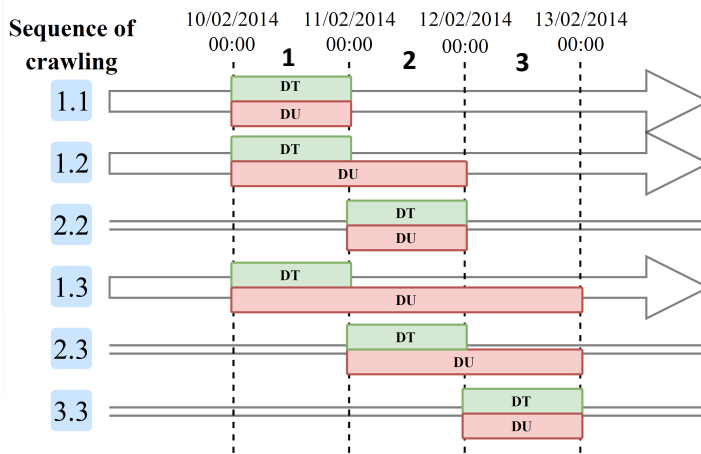 Sequence of
crawling
10/02/2014 11/02/2014 12/02/2014 13/02/2014
00:00 00:00 00:00 00:00
1 2 3
1.1 DT
DU
1.2 DT
DU
2.2 DT
DU
1.3 DT
DU
2.3 DT
DU
3.3 DT
DU